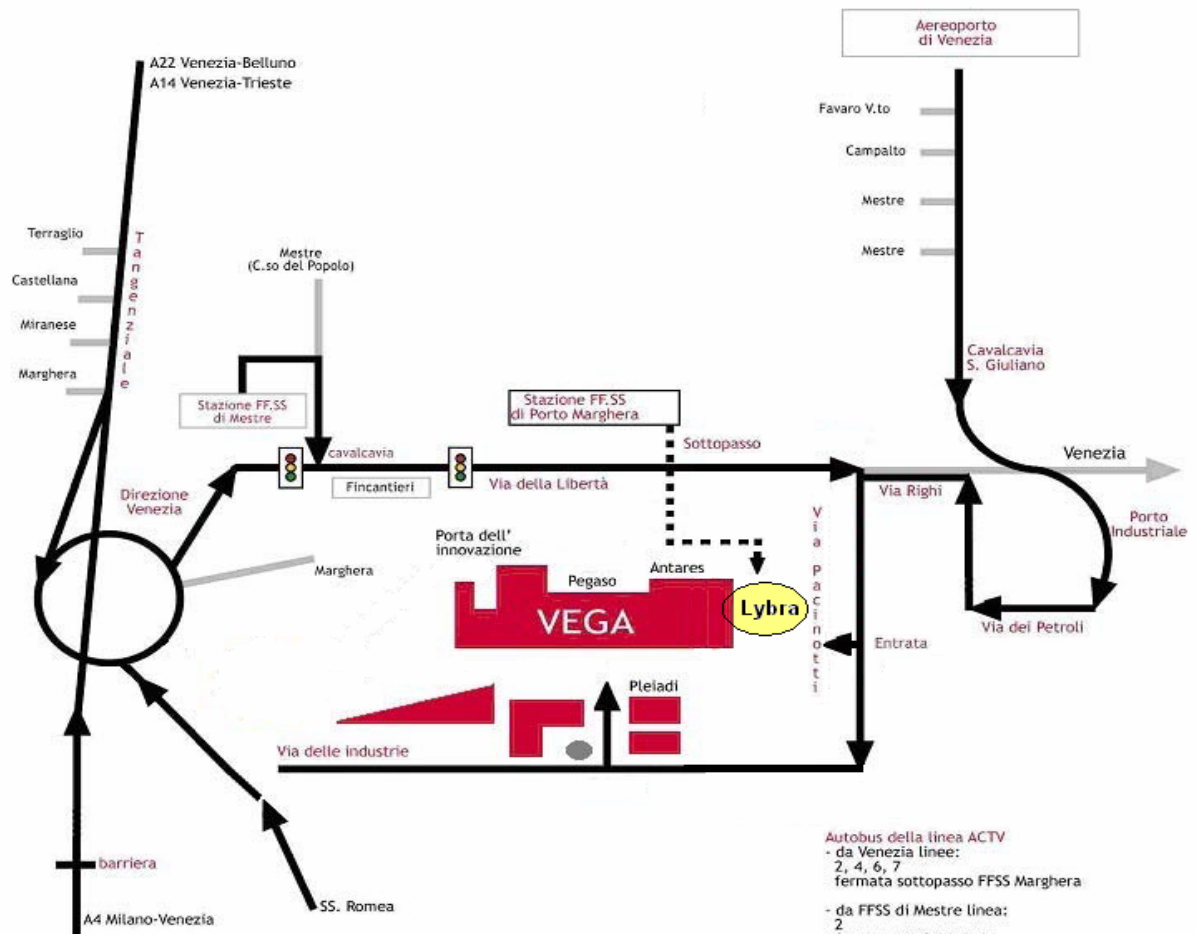 Aereoporto
di Venezia
A22 Venezia-Belluno
A14 Venezia-Trieste
Favaro V.to
Campalto
Mestre
Mestre
Terraglio
Castellana
Miranese
Marghera
Tangenziale
Mestre
(C.so del Popolo)
Stazione FF.SS
di Mestre
Stazione FF.SS
di Porto Marghera
Cavalcavia
S. Giuliano
cavalcavia
Fincantieri
Sottopasso
Via della Libertà
Venezia
Via Righi
Direzione
Venezia
Porto
Industriale
Marghera
Porta dell'
innovazione
Pegaso
Antares
VEGA
Lybra
Via Pacinotti
Via dei Petroli
Entrata
Pleiadi
Via delle industrie
barriera
A4 Milano-Venezia
SS. Romea
Autobus della linea ACTV
- da Venezia linee:
2, 4, 6, 7
fermata sottopasso FFSS Marghera
- da FFSS di Mestre linea:
2